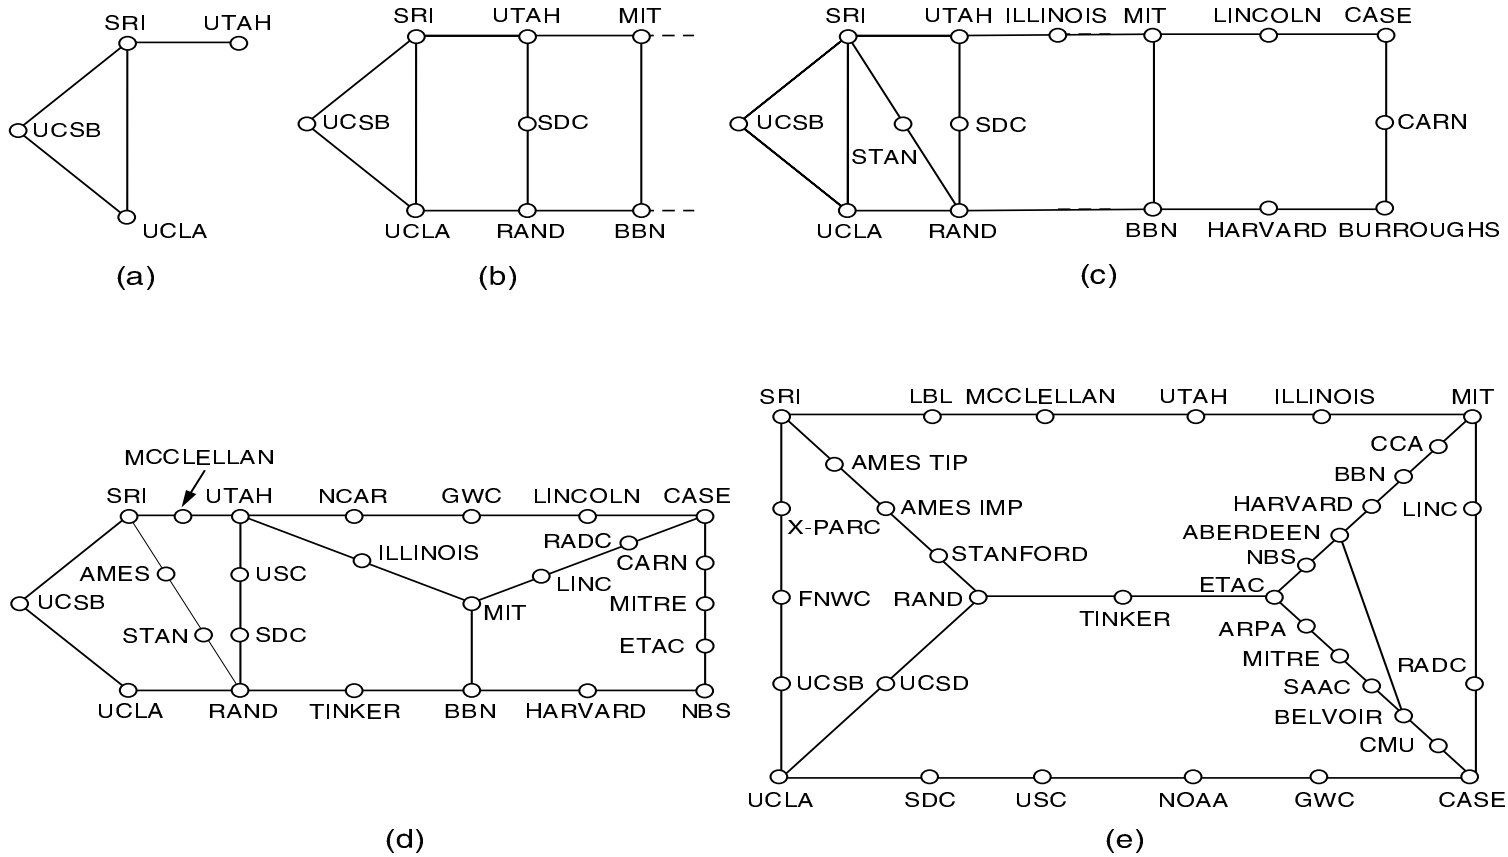 SRI UTAH
UCSB
UCLA
(a)
SRI UTAH MIT
UCSB SDC
UCLA RAND BBN
(b)
SRI UTAH ILLINOIS MIT LINCOLN CASE
UCSB SDC CARN
STAN
UCLA RAND BBN HARVARD BURROUGHS
(c)
MCCLELLAN
SRI UTAH NCAR GWC LINCOLN CASE
RADC
ILLINOIS CARN
AMES USC LINC
UCSB MIT MITRE
STAN SDC ETAC
UCLA RAND TINKER BBN HARVARD NBS
(d)
SRI LBL MCCLELLAN UTAH ILLINOIS MIT
CCA
AMES TIP
BBN
AMES IMP HARVARD LINC
X-PARC
ABERDEEN
STANFORD NBS
ETAC
FNWC RAND
TINKER
ARPA
MITRE
RADC
UCSB UCSD SAAC
BELVOIR
CMU
UCLA SDC USC NOAA GWC CASE
(e)